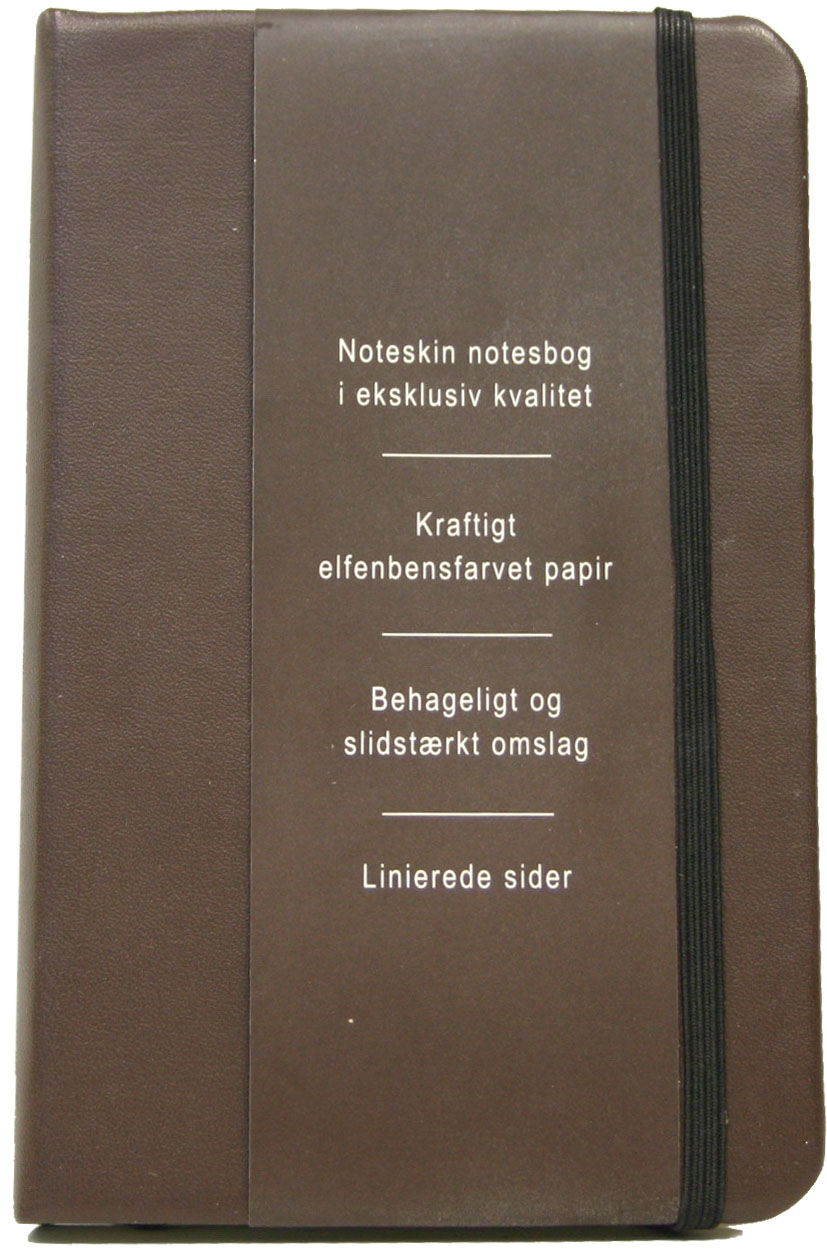 Noteskin notesbog
i eksklusiv kvalitet
Kraftigt
elfenbensfarvet papir
Behageligt og
slidstærkt omslag
Linierede sider